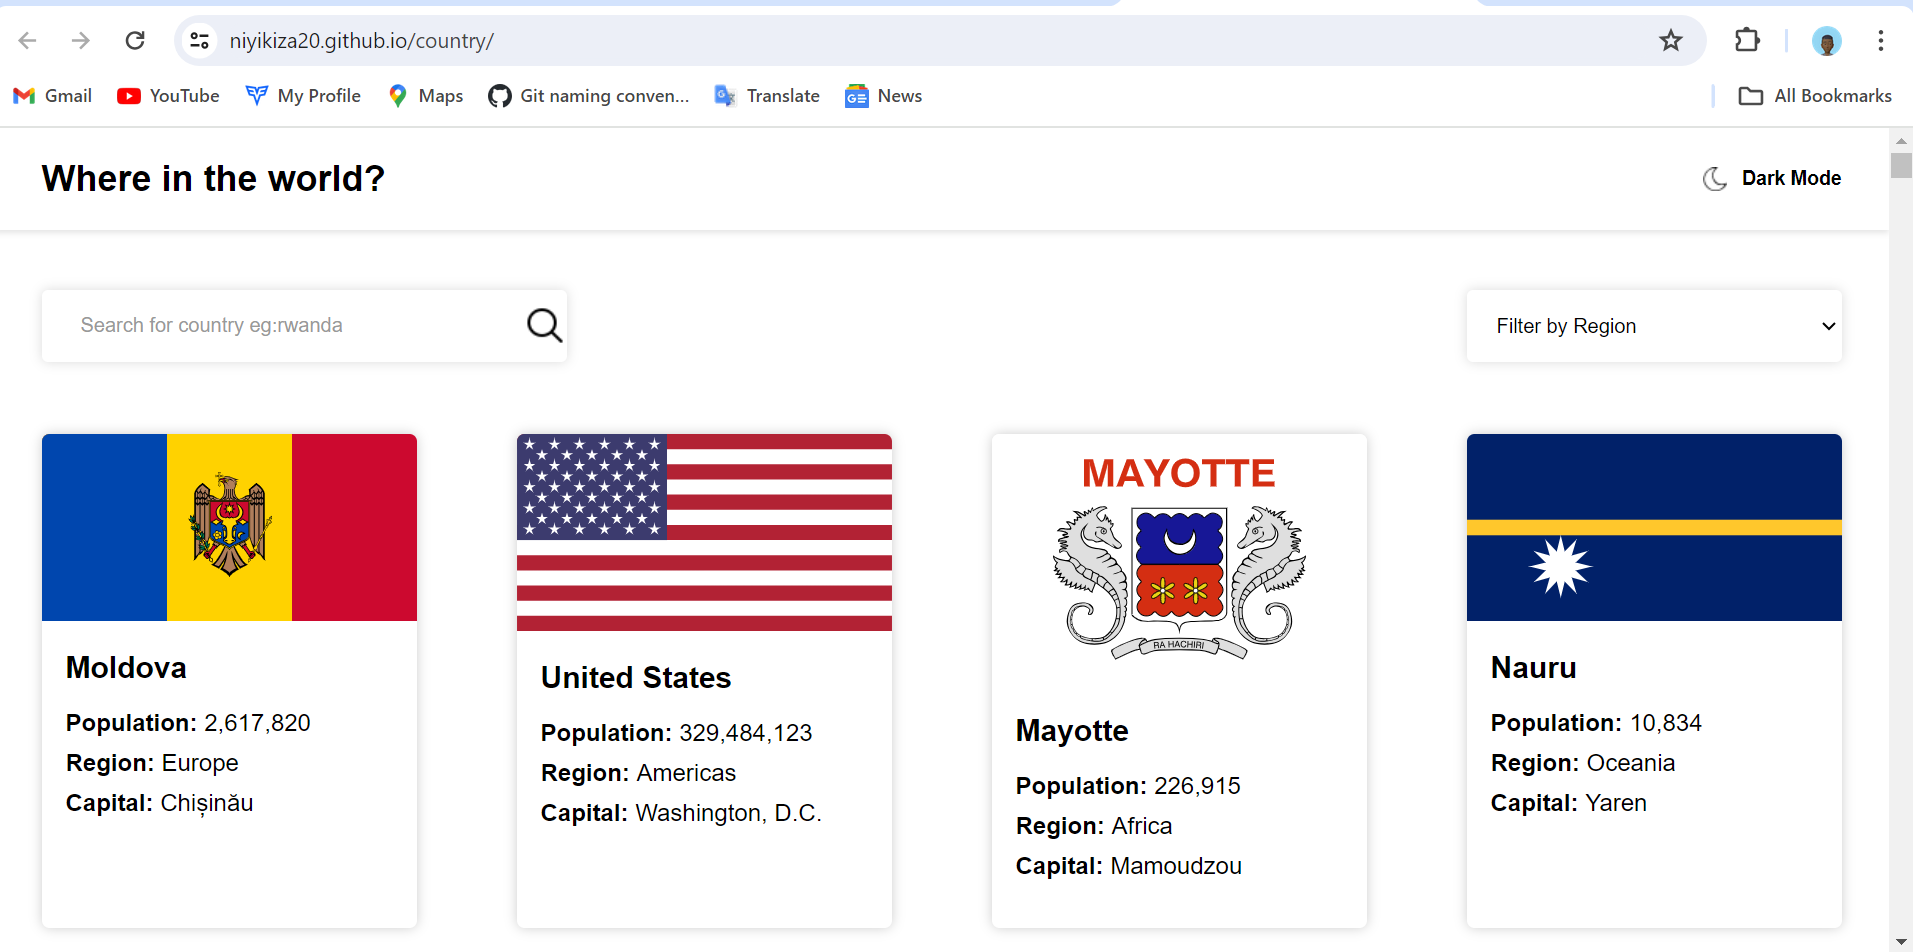 niyikiza20.github.io/country/
Gmail YouTube My Profile Maps Git naming conven... Translate News All Bookmarks
Where in the world?
Dark Mode
Search for country eg:rwanda
Filter by Region
Moldova
Population: 2,617,820
Region: Europe
Capital: Chișinău
United States
Population: 329,484,123
Region: Americas
Capital: Washington, D.C.
MAYOTTE
RA HACHIRI
Mayotte
Population: 226,915
Region: Africa
Capital: Mamoudzou
Nauru
Population: 10,834
Region: Oceania
Capital: Yaren